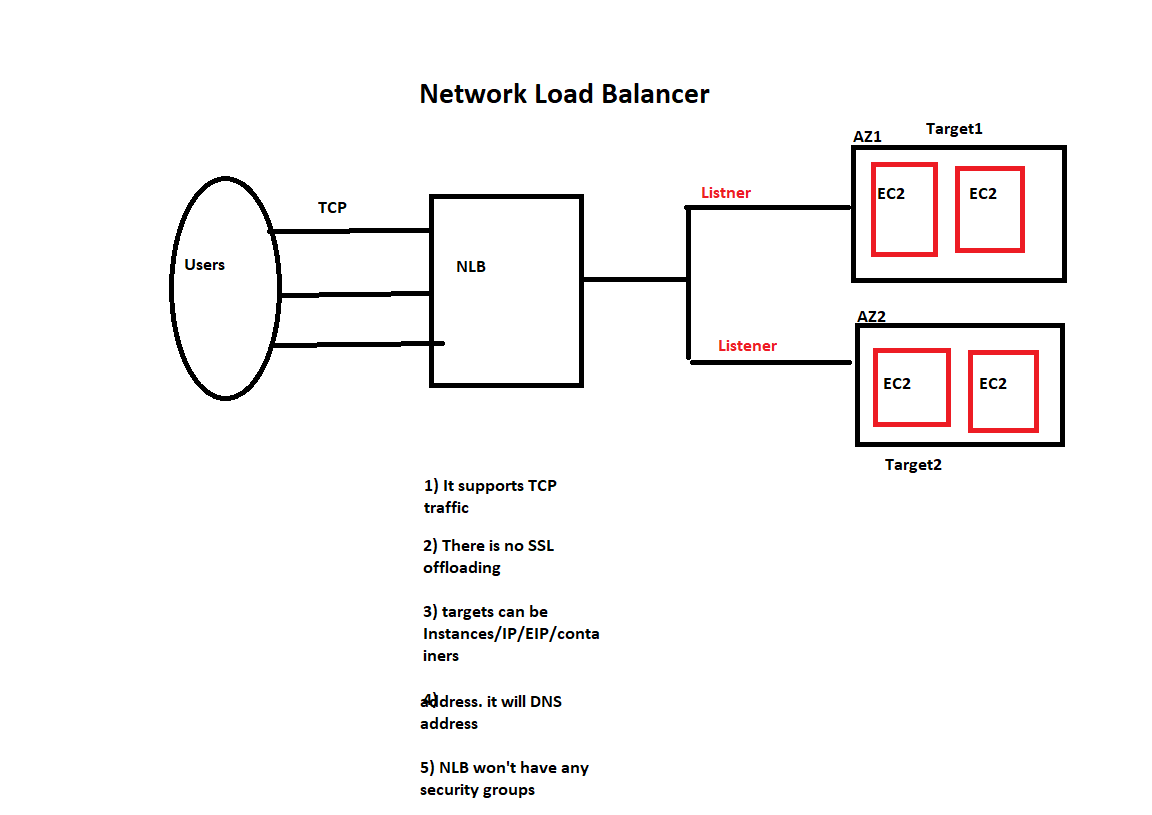 Network Load Balancer
Target1
AZ1
TCP
Listner
EC2
EC2
Users
NLB
AZ2
Listener
EC2
EC2
Target2
1) It supports TCP
traffic
2) There is no SSL
offloading
3) targets can be
Instances/IP/EIP/conta
iners
4)
address. it will DNS
address
5) NLB won't have any
security groups